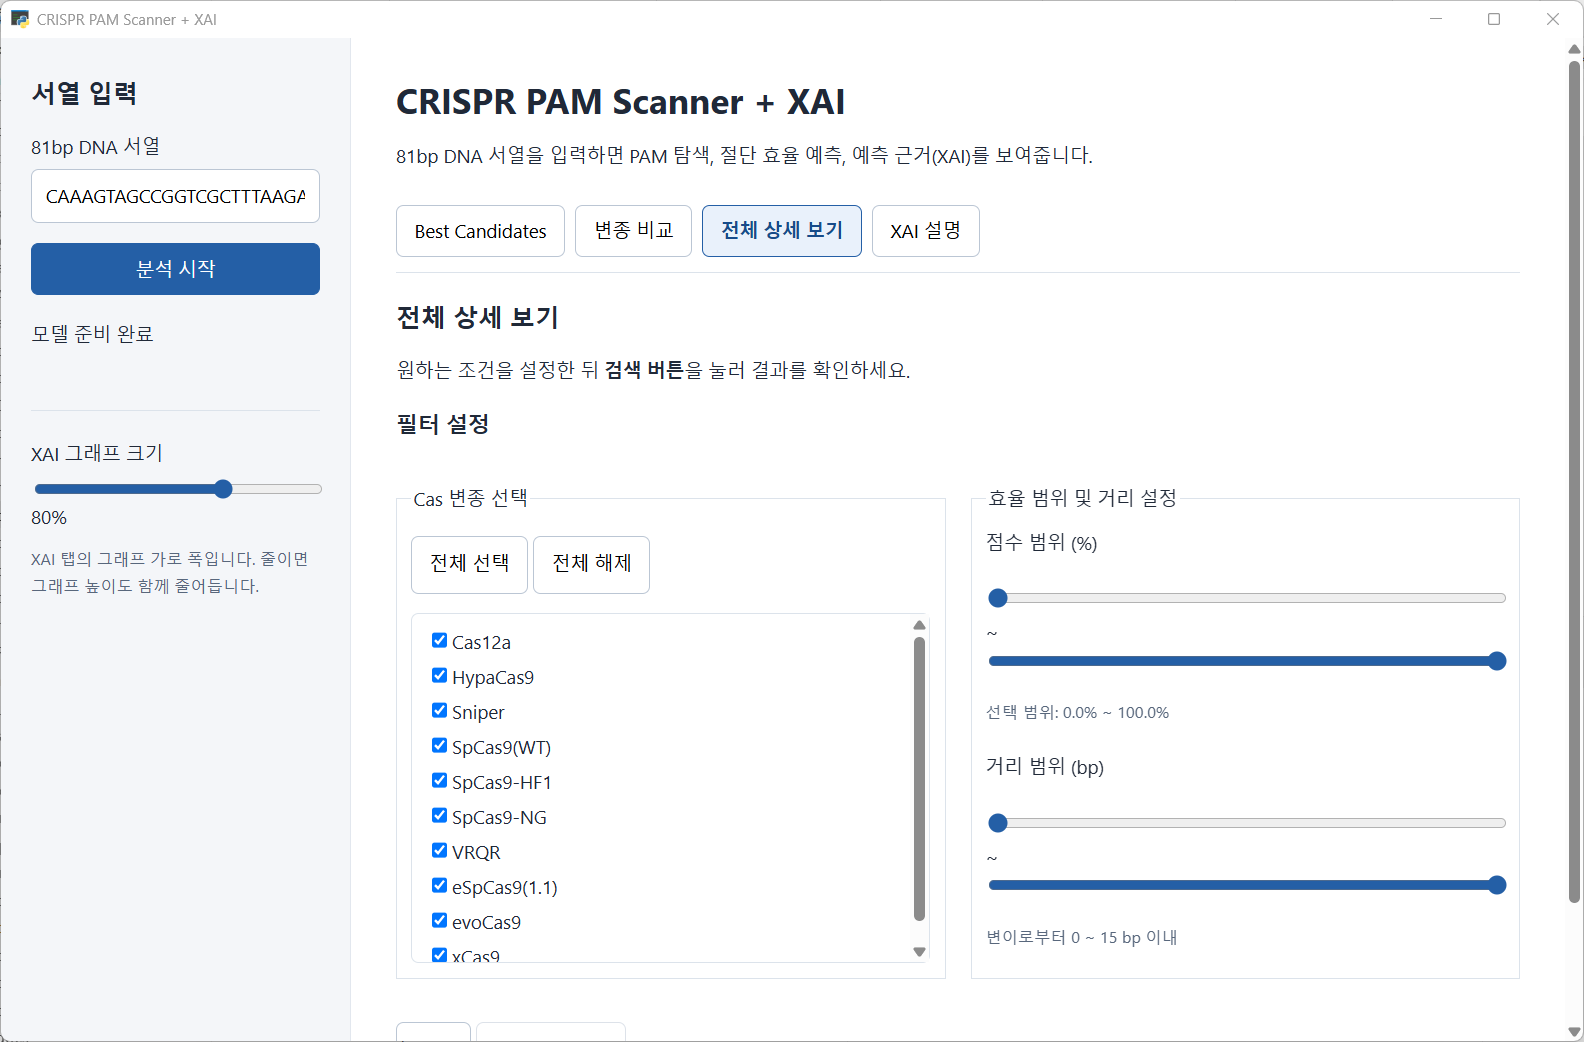 CRISPR PAM Scanner + XAI
서열 입력
81bp DNA 서열
CAAAGTAGCCGGTCGCTTTAAGA
분석 시작
모델 준비 완료
XAI 그래프 크기
80%
XAI 탭의 그래프 가로 폭입니다. 줄이면
그래프 높이도 함께 줄어듭니다.
CRISPR PAM Scanner + XAI
81bp DNA 서열을 입력하면 PAM 탐색, 절단 효율 예측, 예측 근거(XAI)를 보여줍니다.
Best Candidates
변종 비교
전체 상세 보기
XAI 설명
전체 상세 보기
원하는 조건을 설정한 뒤 검색 버튼을 눌러 결과를 확인하세요.
필터 설정
Cas 변종 선택
전체 선택
전체 해제
Cas12a
HypaCas9
Sniper
SpCas9(WT)
SpCas9-HF1
SpCas9-NG
VRQR
eSpCas9(1.1)
evoCas9
xCas9
효율 범위 및 거리 설정
점수 범위 (%)
~
선택 범위: 0.0% ~ 100.0%
거리 범위 (bp)
~
변이로부터 0 ~ 15 bp 이내